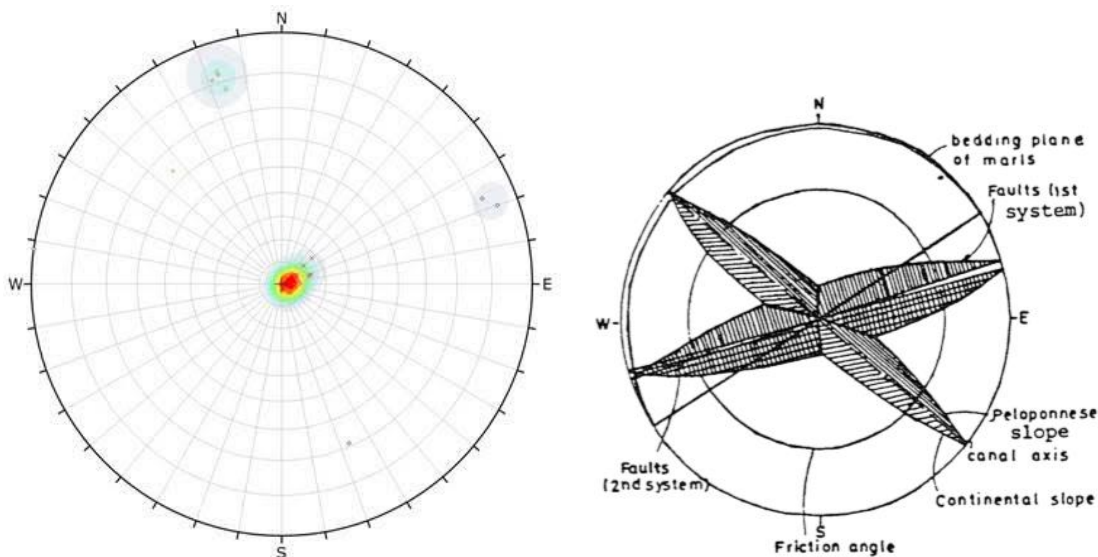 N
W
E
S
N
bedding plane
of marls
Faults (1st
system)
W
E
Peloponnese
slope
canal axis
Faults
(2nd system)
Continental slope
S
Friction angle